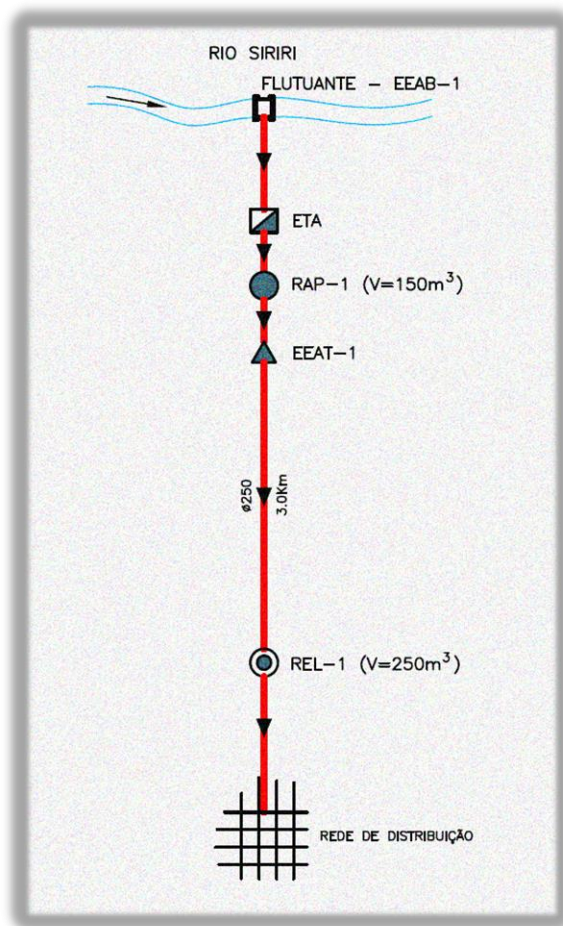 RIO SIRIRI
FLUTUANTE – EEAB–1
ETA
RAP–1 (V=150m³)
EEAT–1
ø250
3.0Km
REL–1 (V=250m³)
REDE DE DISTRIBUIÇÃO